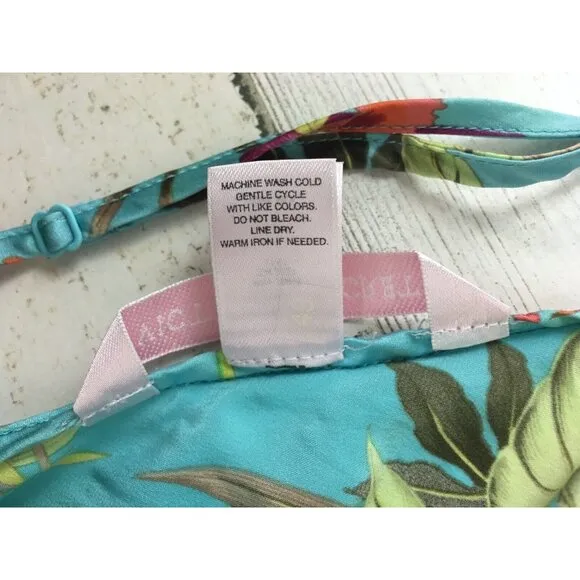 MACHINE WASH COLD
GENTLE CYCLE
WITH LIKE COLORS.
DO NOT BLEACH.
LINE DRY.
WARM IRON IF NEEDED.